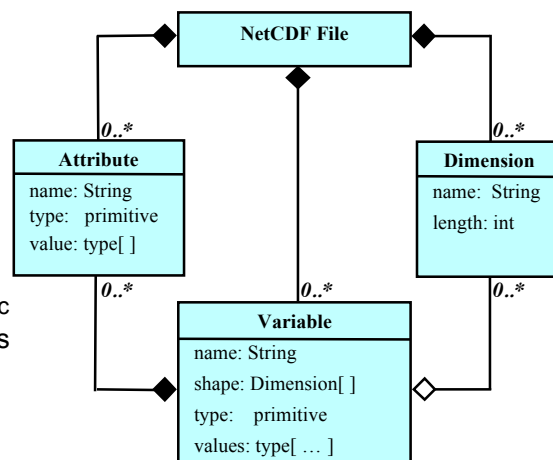 NetCDF File
0..*
0..*
Attribute
name: String
type: primitive
value: type[ ]
Dimension
name: String
length: int
0..*
0..*
0..*
c
s
Variable
name: String
shape: Dimension[ ]
type: primitive
values: type[ … ]